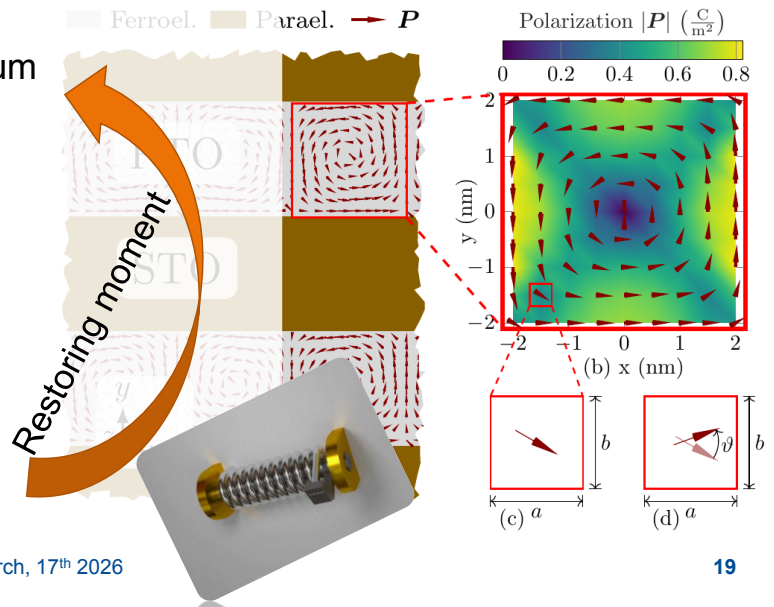 Ferroel. Parael. P
um
PTO
STO
Restoring moment
y
Polarization |P| (C/m²)
0 0.2 0.4 0.6 0.8
2
1
0
−1
−2
y (nm)
−2 −1 0 1 2
(b) x (nm)
b
a
(c)
ϑ
b
a
(d)
rch, 17th 2026
19